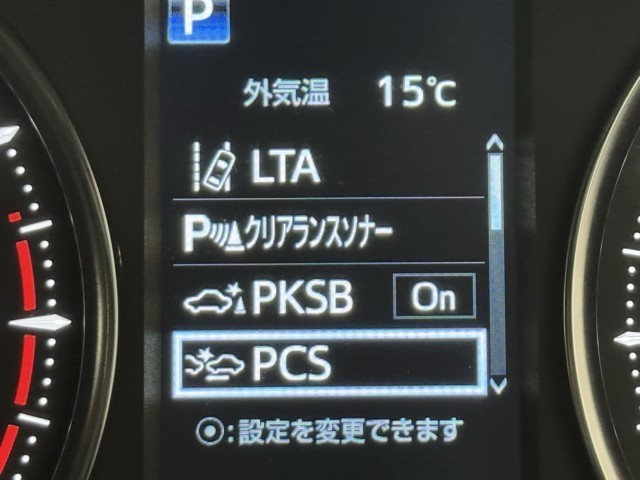 P
外気温 15℃
LTA
Pクリアランスソナー
PKSB On
PCS
⦿:設定を変更できます